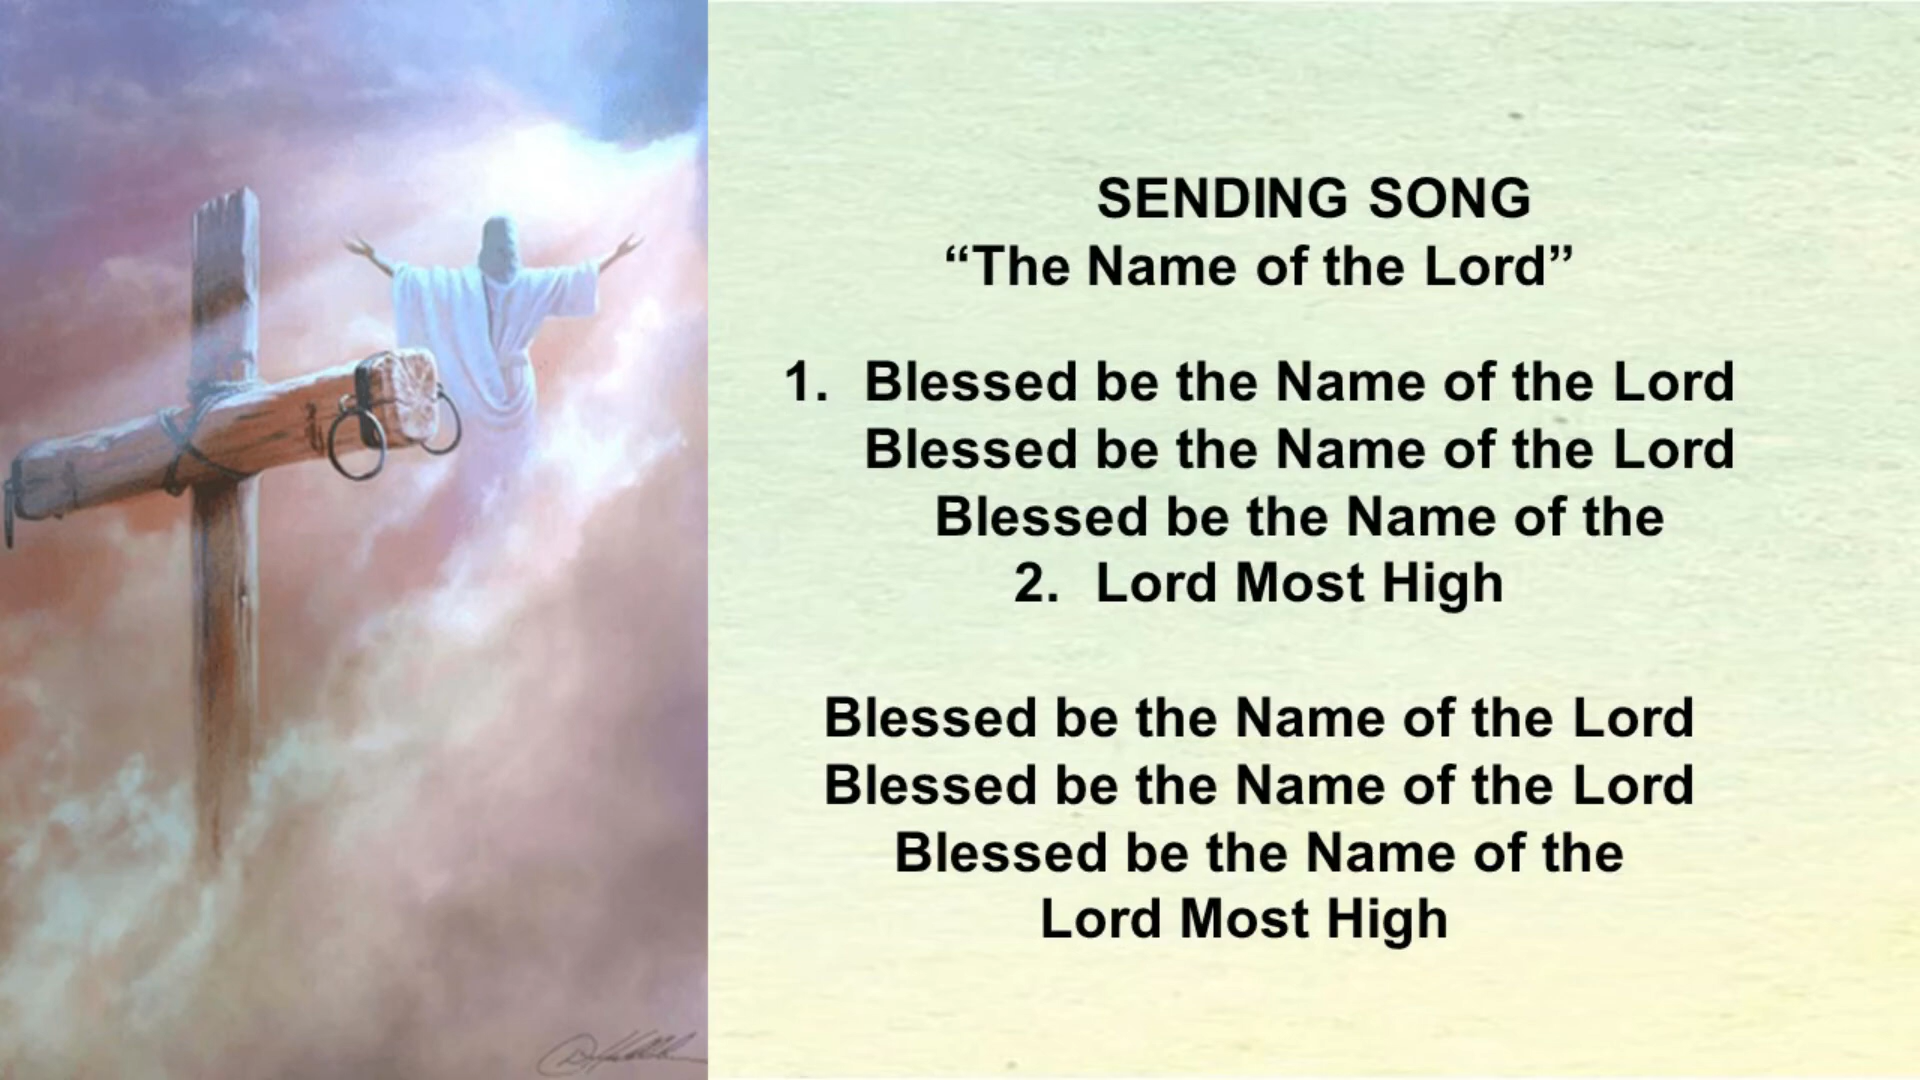 SENDING SONG
“The Name of the Lord”
1. Blessed be the Name of the Lord
Blessed be the Name of the Lord
Blessed be the Name of the
2. Lord Most High
Blessed be the Name of the Lord
Blessed be the Name of the Lord
Blessed be the Name of the
Lord Most High